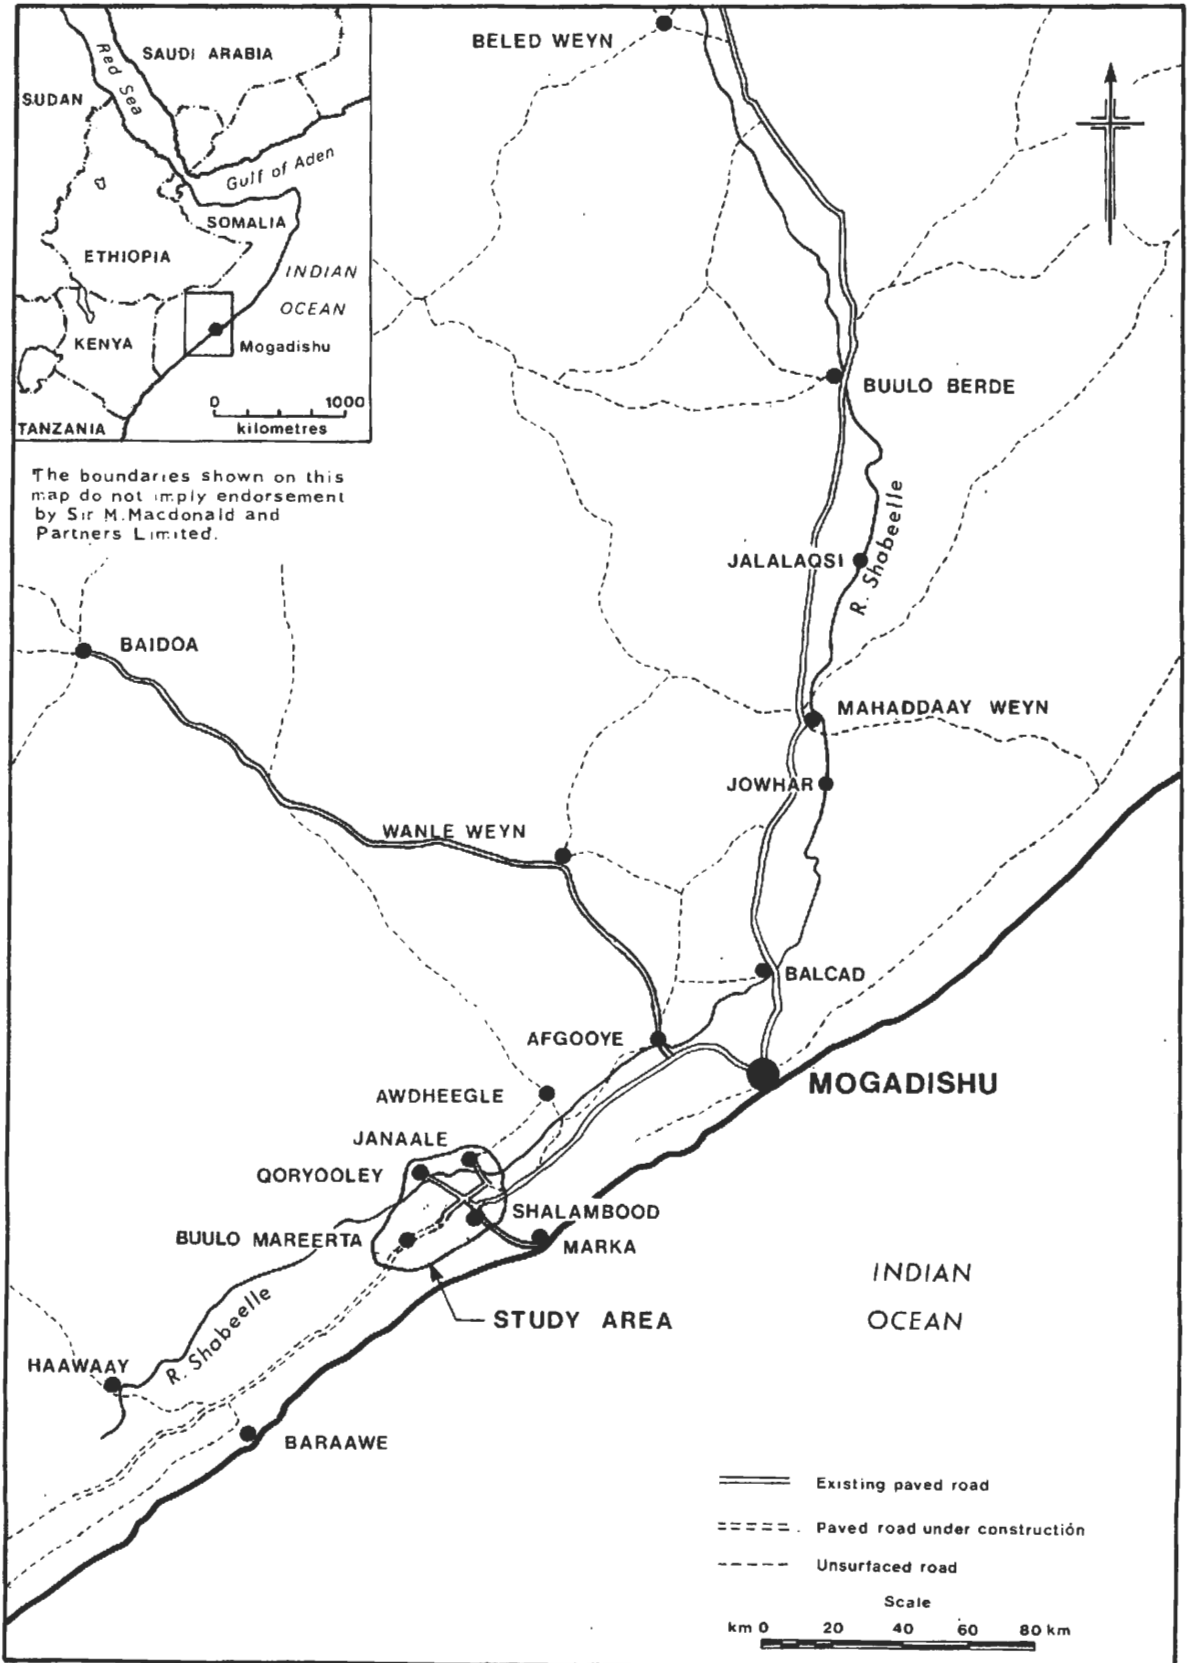 SAUDI ARABIA
Red Sea
SUDAN
Gulf of Aden
SOMALIA
ETHIOPIA
INDIAN
OCEAN
KENYA
Mogadishu
0 1000
kilometres
TANZANIA
The boundaries shown on this
map do not imply endorsement
by Sir M.Macdonald and
Partners Limited.
BELED WEYN
BUULO BERDE
JALALAQSI
R. Shabeelle
BAIDOA
MAHADDAAY WEYN
JOWHAR
WANLE WEYN
BALCAD
AFGOOYE
MOGADISHU
AWDHEEGLE
JANAALE
QORYOOLEY
SHALAMBOOD
BUULO MAREERTA
MARKA
INDIAN
OCEAN
STUDY AREA
R. Shabeelle
HAAWAAY
BARAAWE
Existing paved road
Paved road under construction
Unsurfaced road
Scale
km 0 20 40 60 80 km